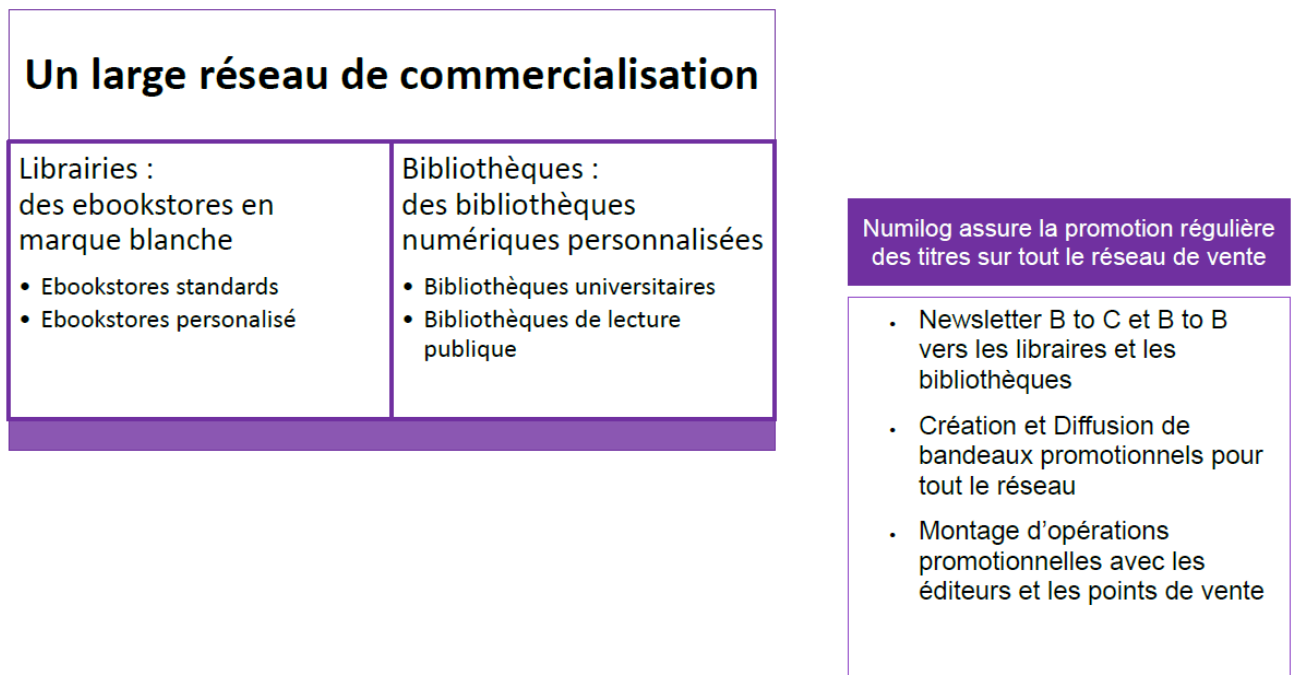 Un large réseau de commercialisation
Librairies :
des ebookstores en
marque blanche
• Ebookstores standards
• Ebookstores personalisé
Bibliothèques :
des bibliothèques
numériques personnalisées
• Bibliothèques universitaires
• Bibliothèques de lecture
publique
Numilog assure la promotion régulière
des titres sur tout le réseau de vente
• Newsletter B to C et B to B
vers les libraires et les
bibliothèques
• Création et Diffusion de
bandeaux promotionnels pour
tout le réseau
• Montage d’opérations
promotionnelles avec les
éditeurs et les points de vente